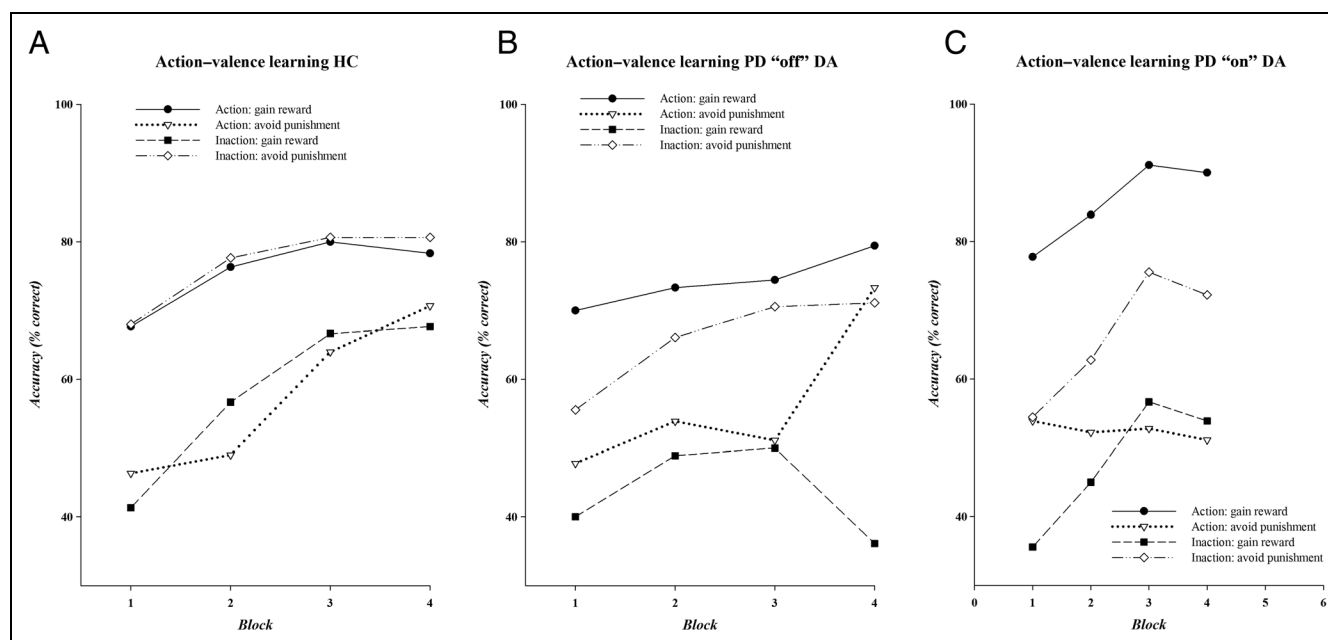 A
Action–valence learning HC
Action: gain reward
Action: avoid punishment
Inaction: gain reward
Inaction: avoid punishment
100
80
60
40
Accuracy (% correct)
1 2 3 4
Block
B
Action–valence learning PD “off” DA
Action: gain reward
Action: avoid punishment
Inaction: gain reward
Inaction: avoid punishment
100
80
60
40
Accuracy (% correct)
1 2 3 4
Block
C
Action–valence learning PD “on” DA
100
80
60
40
Accuracy (% correct)
Action: gain reward
Action: avoid punishment
Inaction: gain reward
Inaction: avoid punishment
0 1 2 3 4 5 6
Block